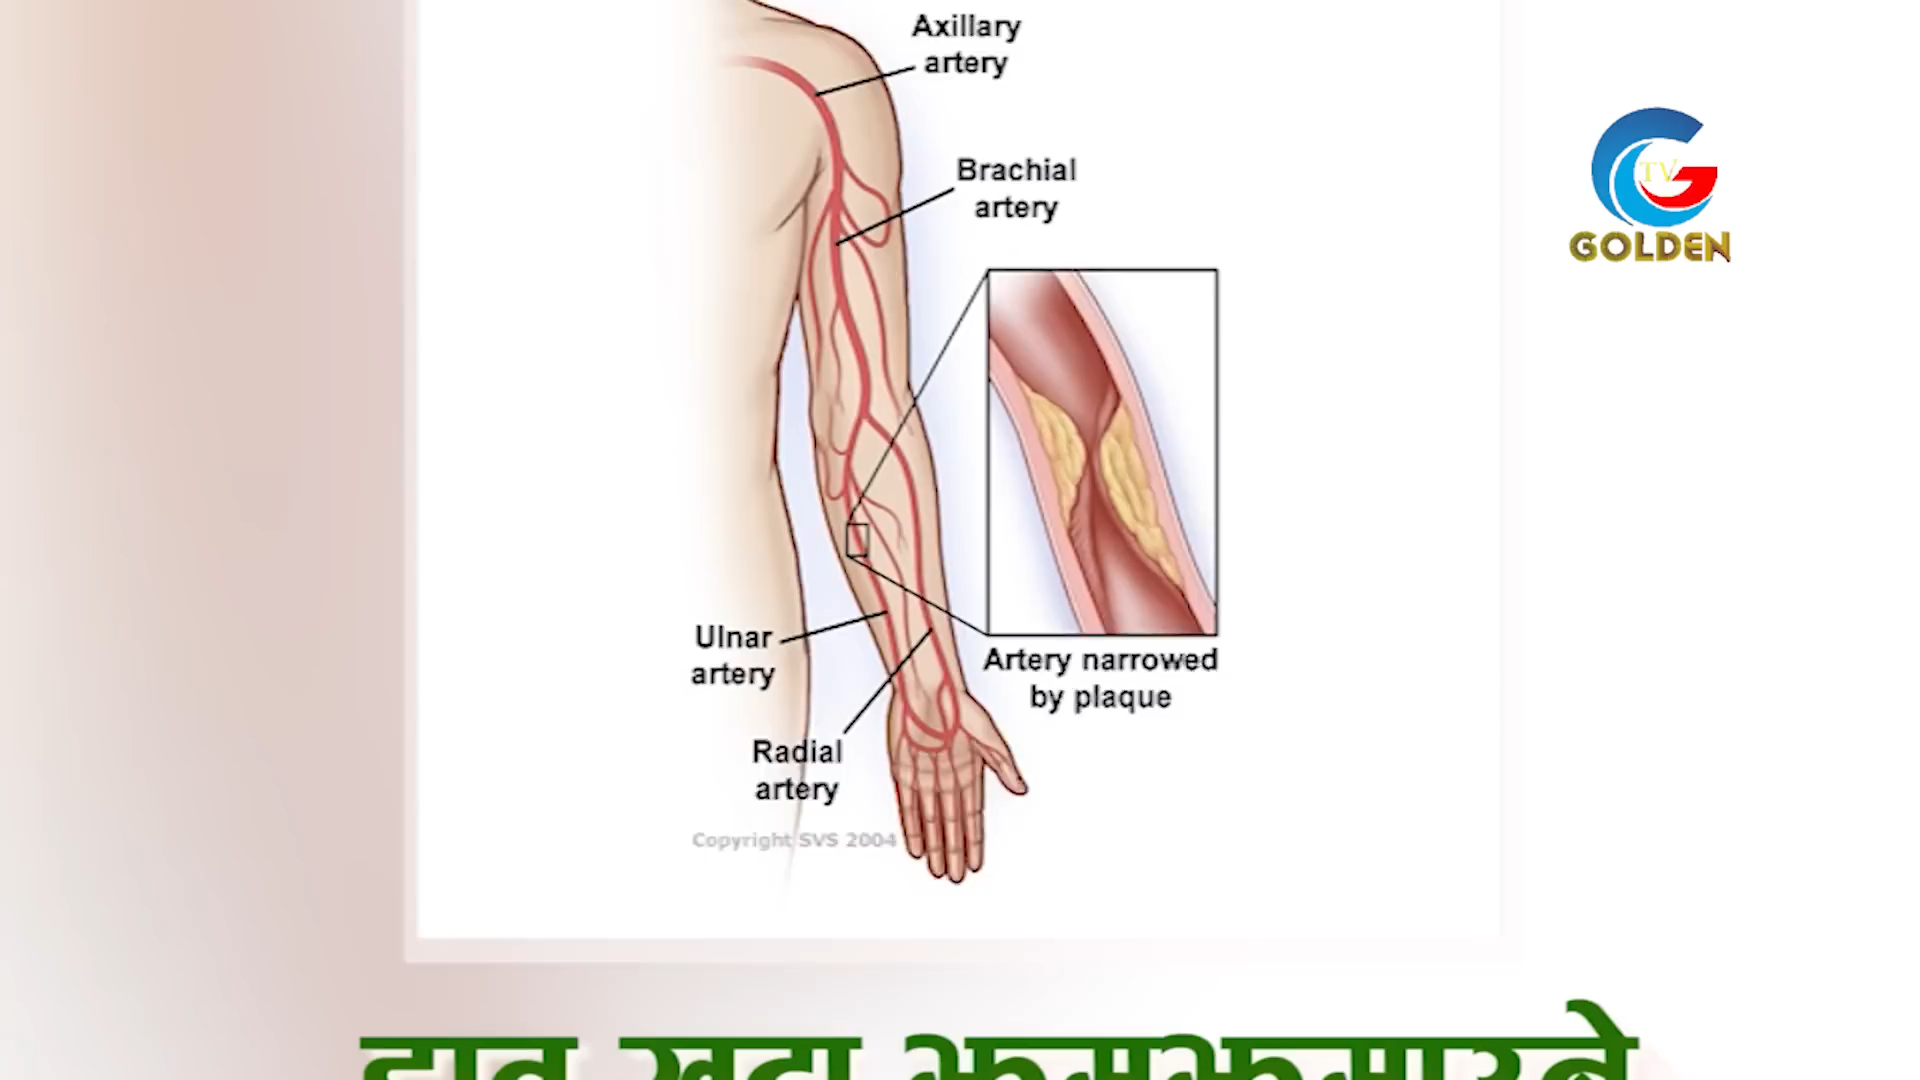 Axillary
artery
Brachial
artery
TV
GOLDEN
Ulnar
artery
Artery narrowed
by plaque
Radial
artery
Copyright SVS 2004